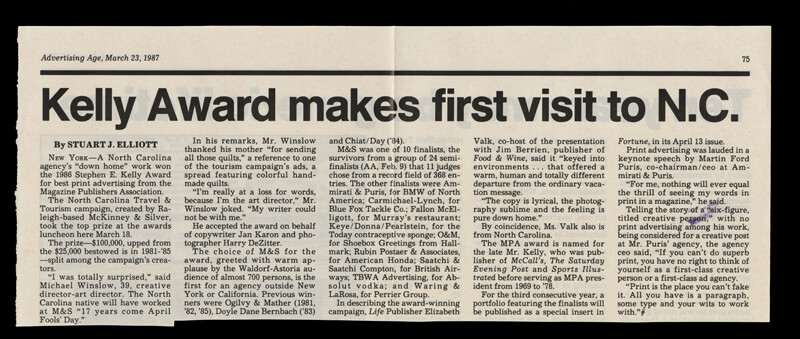 Advertising Age, March 23, 1987
75
Kelly Award makes first visit to N.C.
By STUART J. ELLIOTT
NEW YORK—A North Carolina
agency's "down home" work won
the 1986 Stephen E. Kelly Award
for best print advertising from the
Magazine Publishers Association.
The North Carolina Travel &
Tourism campaign, created by Ra-
leigh-based McKinney & Silver,
took the top prize at the awards
luncheon here March 18.
The prize—$100,000, upped from
the $25,000 bestowed is in 1981-'85
—split among the campaign's crea-
tors.
"I was totally surprised," said
Michael Winslow, 39, creative
director-art director. The North
Carolina native will have worked
at M&S "17 years come April
Fools' Day."
In his remarks, Mr. Winslow
thanked his mother "for sending
all those quilts," a reference to one
of the tourism campaign's ads, a
spread featuring colorful hand-
made quilts.
"I'm really at a loss for words,
because I'm the art director," Mr.
Winslow joked. "My writer could
not be with me."
He accepted the award on behalf
of copywriter Jan Karon and pho-
tographer Harry DeZitter.
The choice of M&S for the
award, greeted with warm ap-
plause by the Waldorf-Astoria au-
dience of almost 700 persons, is the
first for an agency outside New
York or California. Previous win-
ners were Ogilvy & Mather (1981,
'82, '85), Doyle Dane Bernbach ('83)
and Chiat/Day ('84).
M&S was one of 10 finalists, the
survivors from a group of 24 semi-
finalists (AA, Feb. 9) that 11 judges
chose from a record field of 368 en-
tries. The other finalists were Am-
mirati & Puris, for BMW of North
America; Carmichael-Lynch, for
Blue Fox Tackle Co.; Fallon McEl-
ligott, for Murray's restaurant;
Keye/Donna/Pearlstein, for the
Today contraceptive sponge; O&M,
for Shoebox Greetings from Hall-
mark; Rubin Postaer & Associates,
for American Honda; Saatchi &
Saatchi Compton, for British Air-
ways; TBWA Advertising, for Ab-
solut vodka; and Waring &
LaRosa, for Perrier Group.
In describing the award-winning
campaign, Life Publisher Elizabeth
Valk, co-host of the presentation
with Jim Berrien, publisher of
Food & Wine, said it "keyed into
environments . . . that offered a
warm, human and totally different
departure from the ordinary vaca-
tion message.
"The copy is lyrical, the photog-
raphy sublime and the feeling is
pure down home."
By coincidence, Ms. Valk also is
from North Carolina.
The MPA award is named for
the late Mr. Kelly, who was pub-
lisher of McCall's, The Saturday
Evening Post and Sports Illus-
trated before serving as MPA pres-
ident from 1969 to '78.
For the third consecutive year, a
portfolio featuring the finalists will
be published as a special insert in
Fortune, in its April 13 issue.
Print advertising was lauded in a
keynote speech by Martin Ford
Puris, co-chairman/ceo at Am-
mirati & Puris.
"For me, nothing will ever equal
the thrill of seeing my words in
print in a magazine," he said.
Telling the story of a "six-figure,
titled creative person," with no
print advertising among his work,
being considered for a creative post
at Mr. Puris' agency, the agency
ceo said, "If you can't do superb
print, you have no right to think of
yourself as a first-class creative
person or a first-class ad agency.
"Print is the place you can't fake
it. All you have is a paragraph,
some type and your wits to work
with."